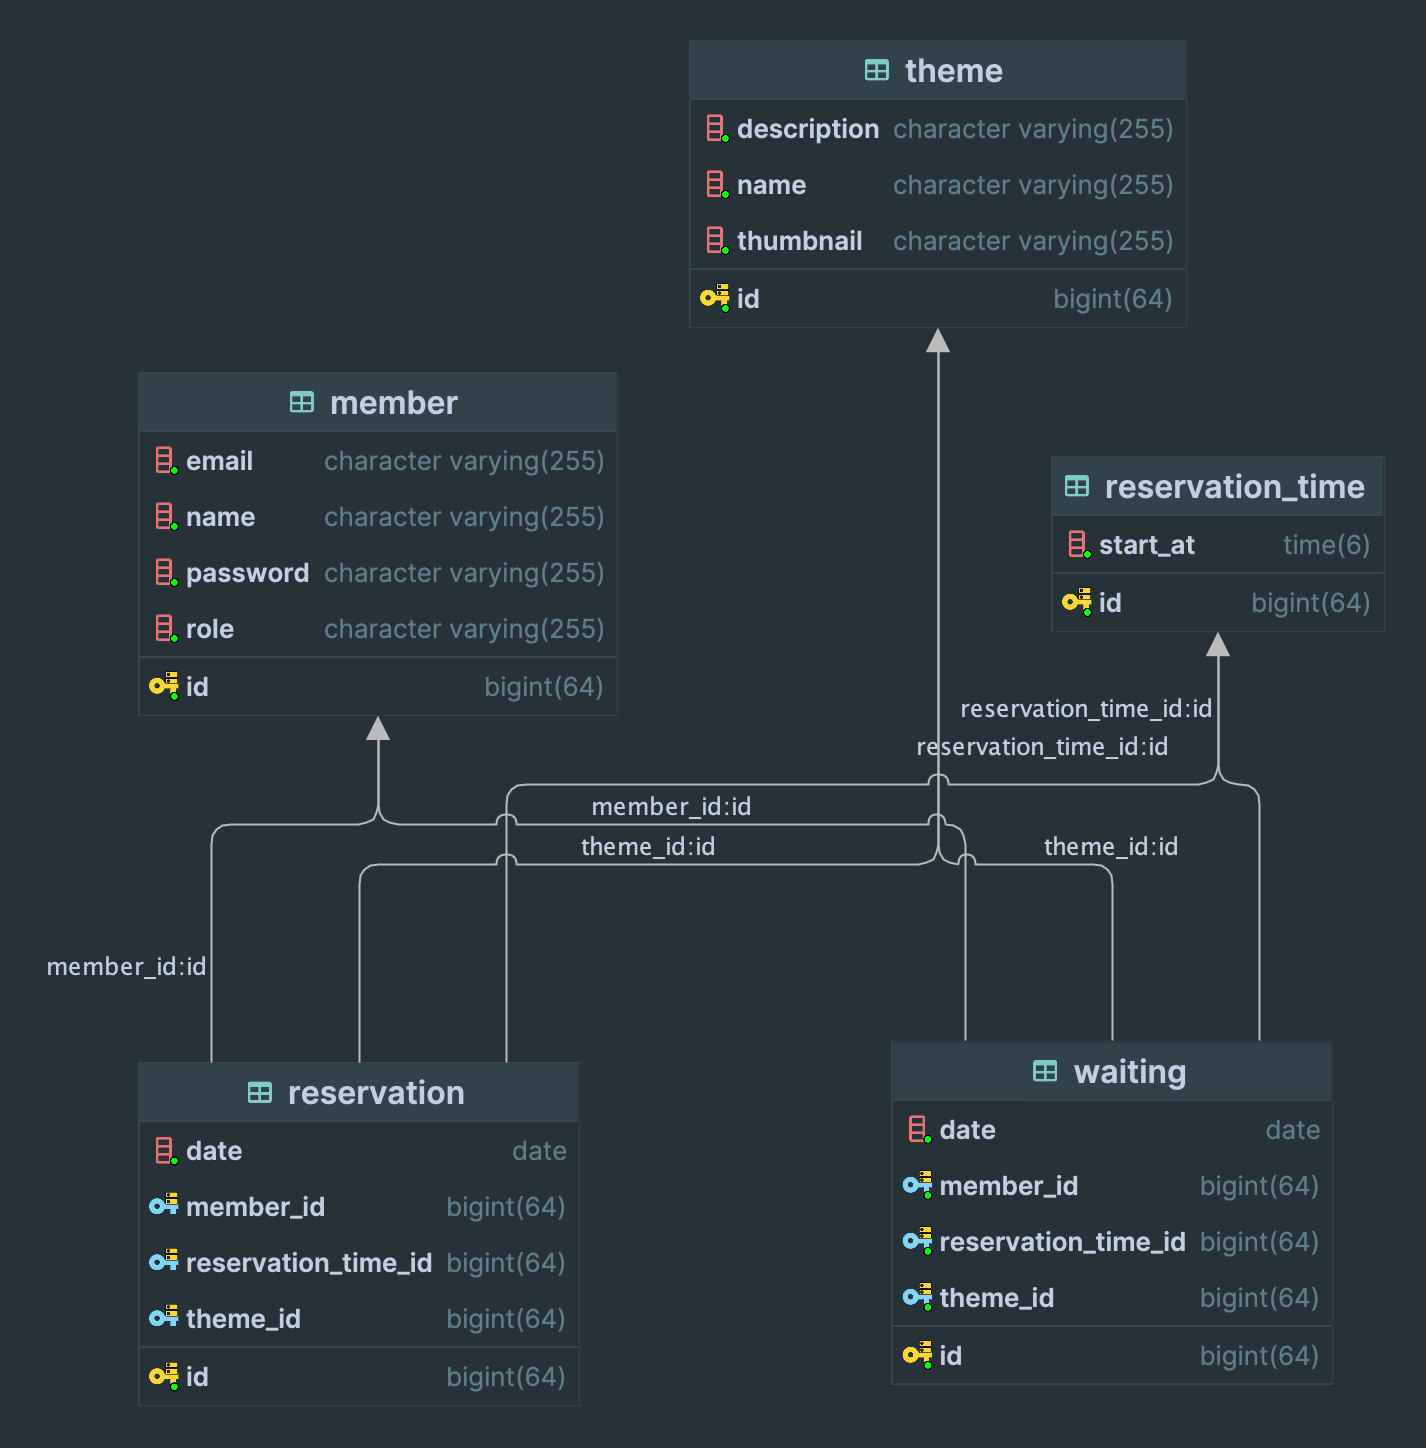 theme
description character varying(255)
name character varying(255)
thumbnail character varying(255)
id bigint(64)
member
email character varying(255)
name character varying(255)
password character varying(255)
role character varying(255)
id bigint(64)
reservation_time
start_at time(6)
id bigint(64)
reservation_time_id:id
reservation_time_id:id
member_id:id
theme_id:id
theme_id:id
member_id:id
reservation
date date
member_id bigint(64)
reservation_time_id bigint(64)
theme_id bigint(64)
id bigint(64)
waiting
date date
member_id bigint(64)
reservation_time_id bigint(64)
theme_id bigint(64)
id bigint(64)